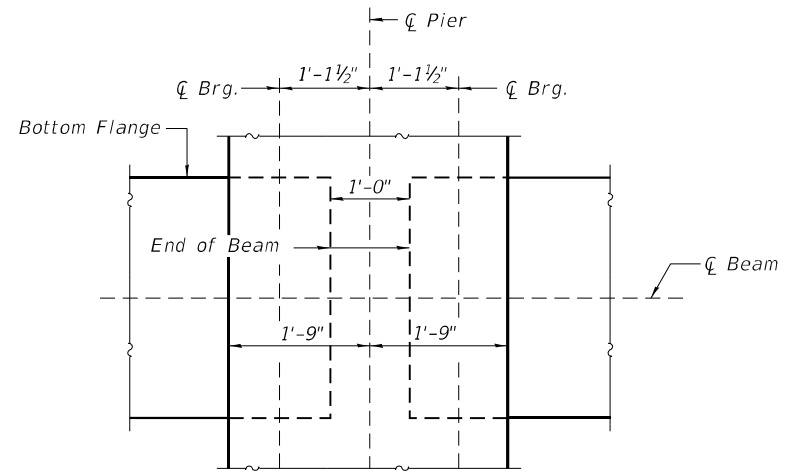 ℄ Pier
1'-1½" 1'-1½"
℄ Brg. ℄ Brg.
Bottom Flange
1'-0"
End of Beam
℄ Beam
1'-9" 1'-9"